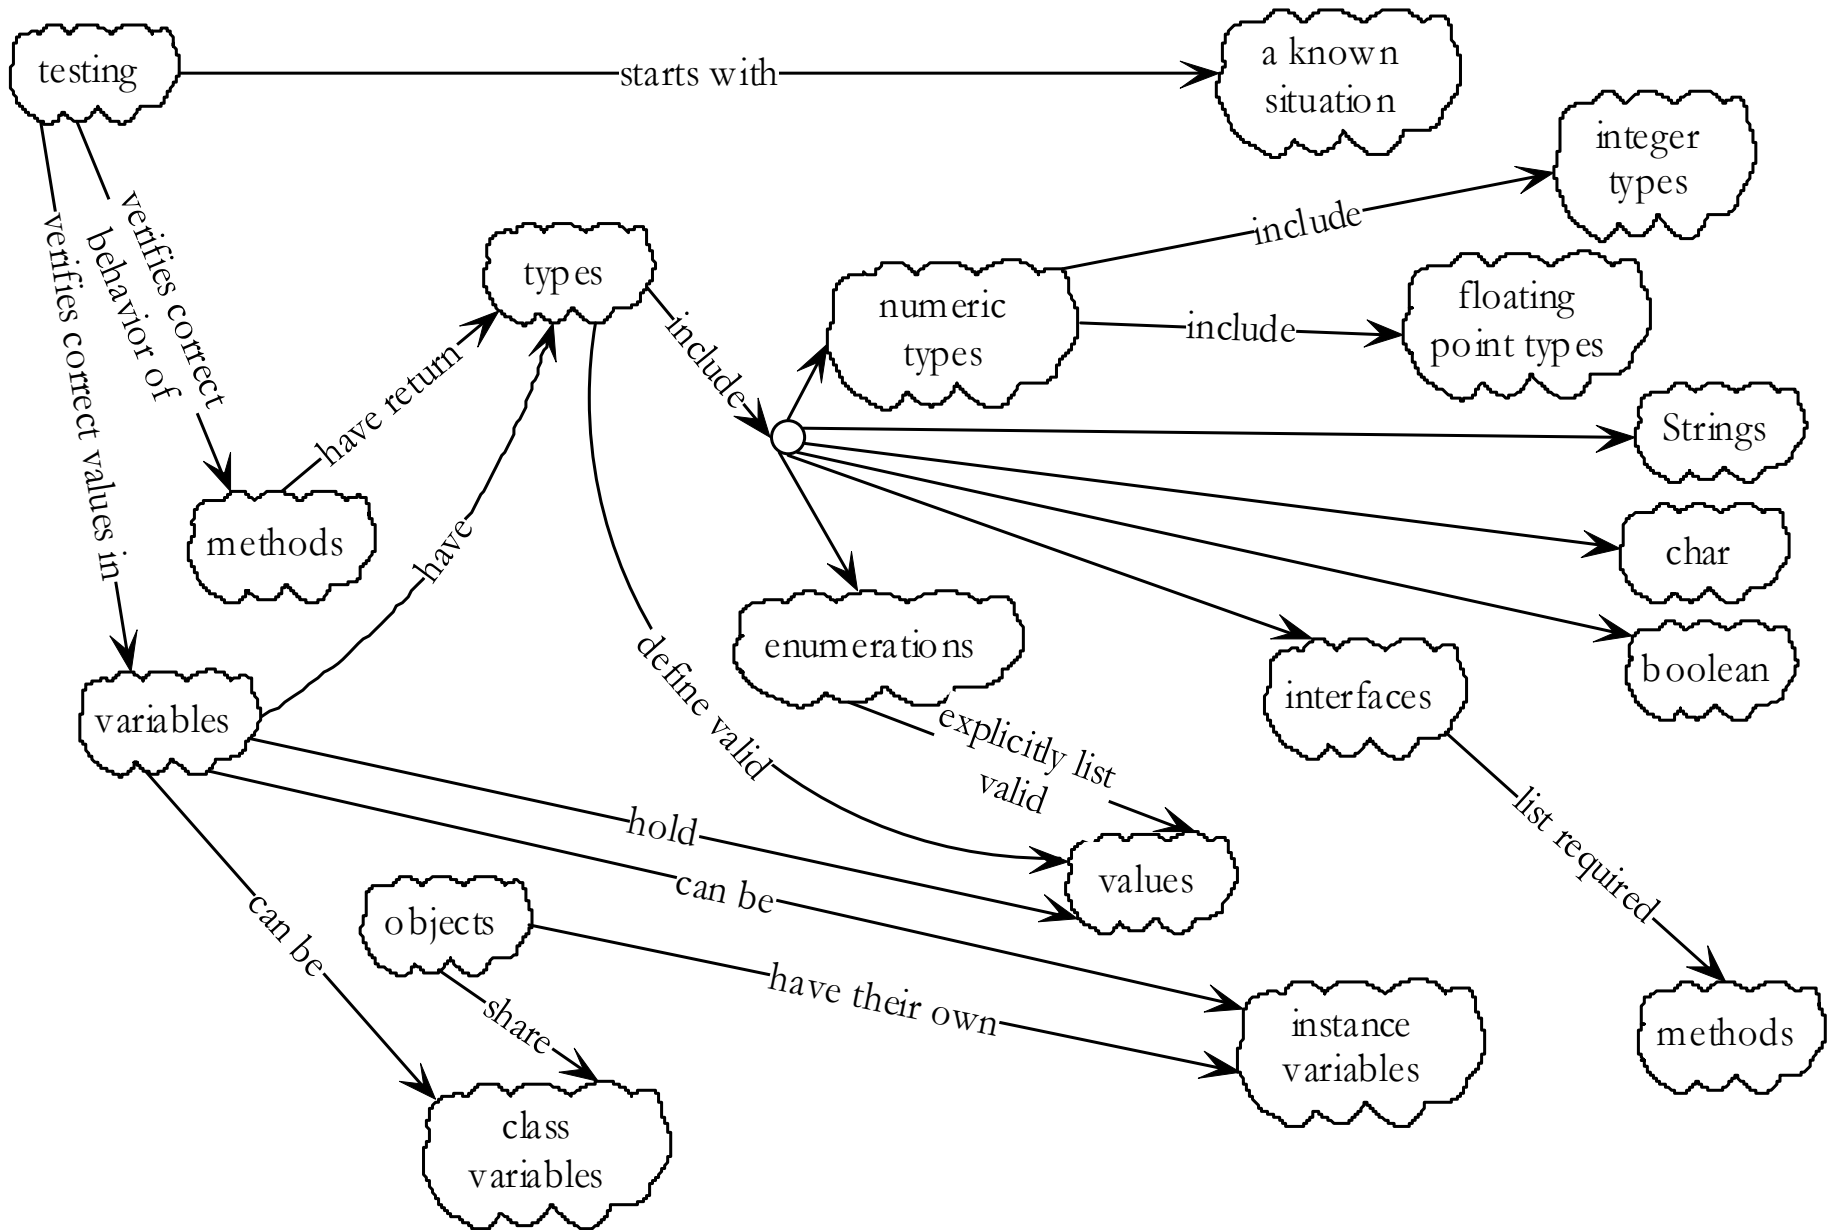 testing
starts with
a known
situation
integer
types
include
verifies correct
behavior of
verifies correct values in
types
include
numeric
types
include
floating
point types
have return
Strings
methods
have
char
enumerations
define valid
interfaces
boolean
variables
explicitly list
valid
hold
list required
can be
values
can be
objects
have their own
share
instance
variables
methods
class
variables